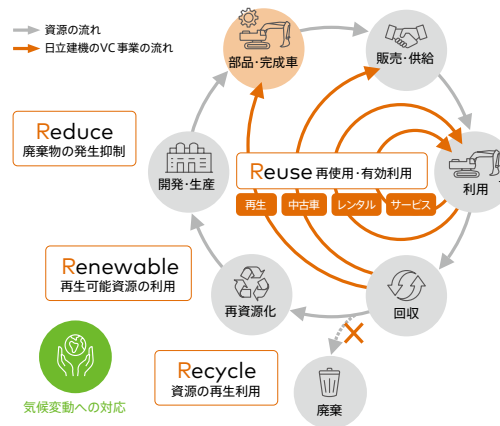 資源の流れ
日立建機のVC事業の流れ
部品・完成車
販売・供給
Reduce
廃棄物の発生抑制
開発・生産
Reuse 再使用・有効利用
再生
中古車
レンタル
サービス
利用
Renewable
再生可能資源の利用
再資源化
回収
Recycle
資源の再生利用
廃棄
気候変動への対応